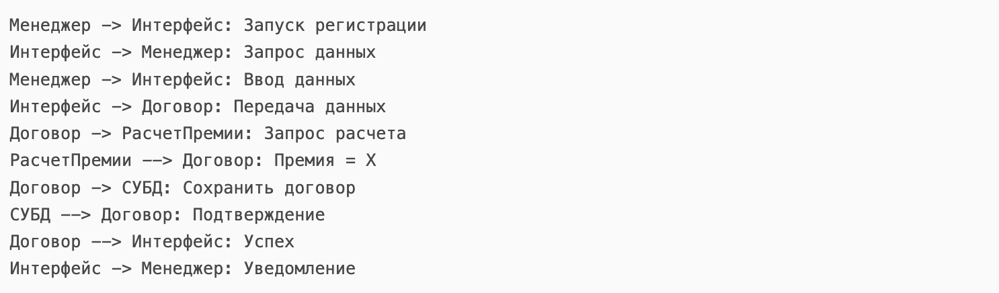 Менеджер -> Интерфейс: Запуск регистрации
Интерфейс -> Менеджер: Запрос данных
Менеджер -> Интерфейс: Ввод данных
Интерфейс -> Договор: Передача данных
Договор -> РасчетПремии: Запрос расчета
РасчетПремии --> Договор: Премия = X
Договор -> СУБД: Сохранить договор
СУБД --> Договор: Подтверждение
Договор --> Интерфейс: Успех
Интерфейс -> Менеджер: Уведомление